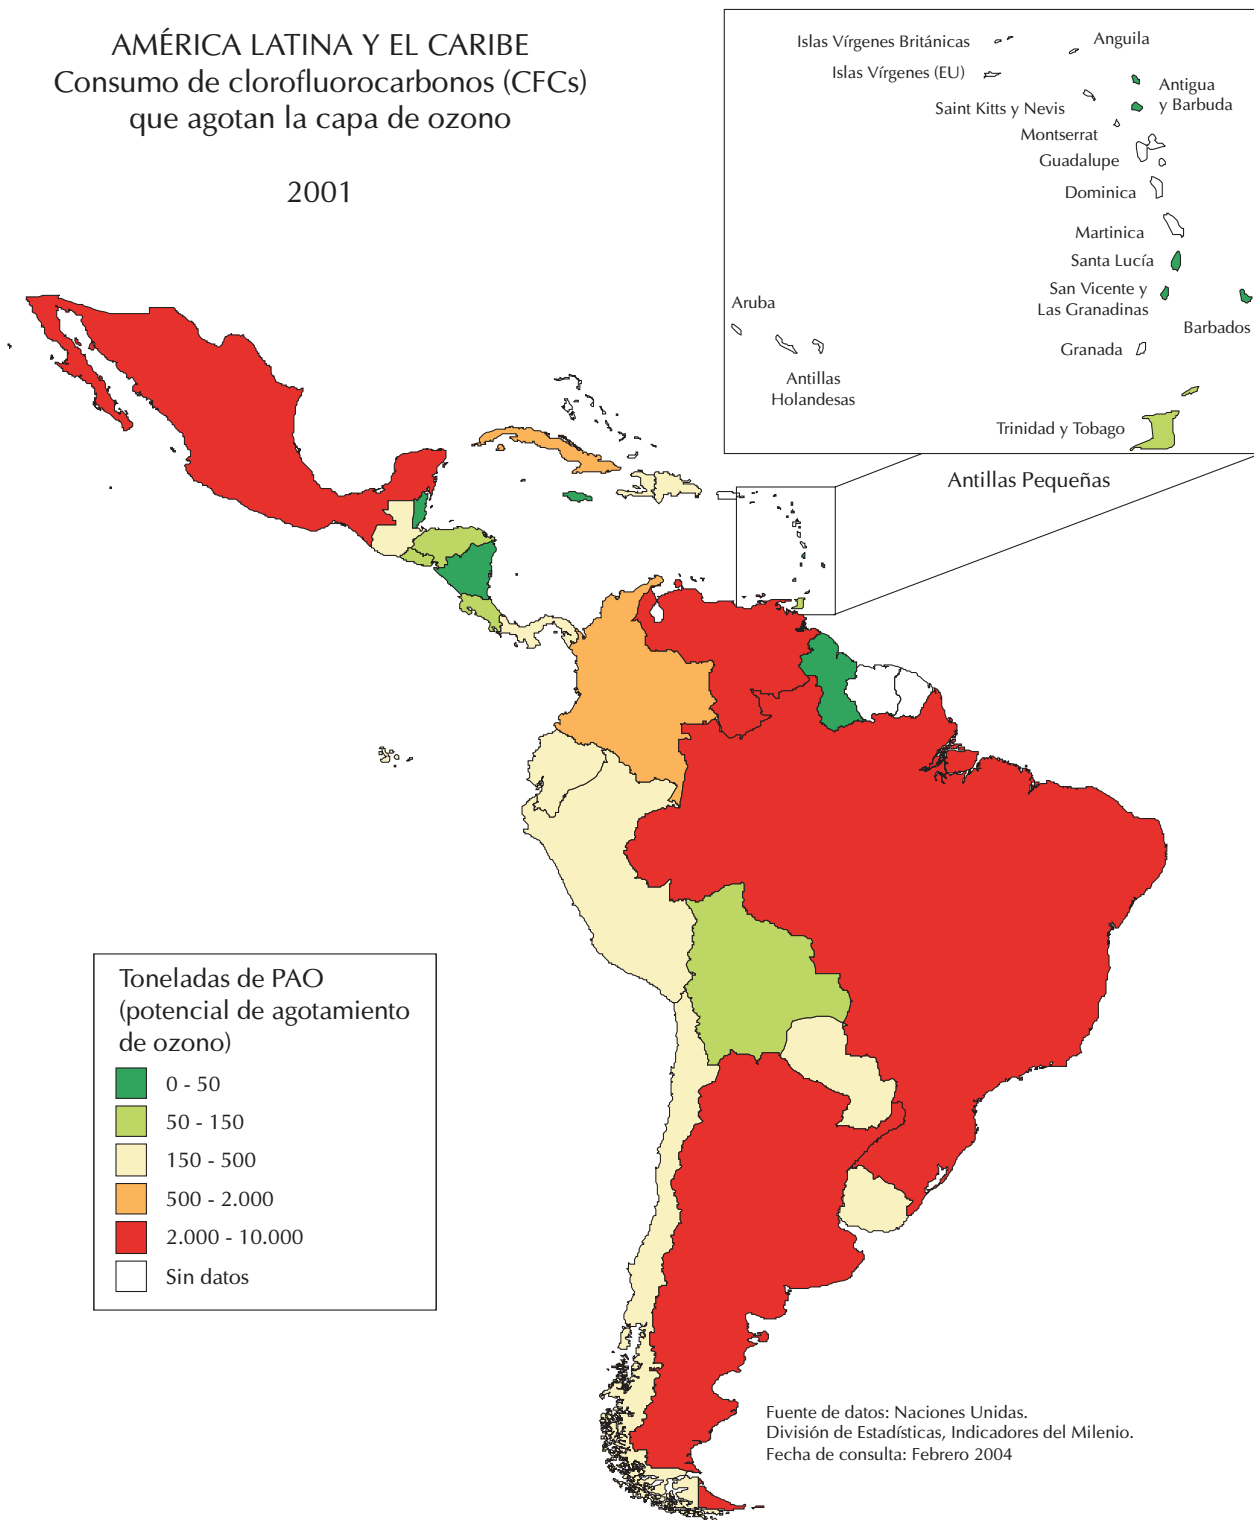 AMÉRICA LATINA Y EL CARIBE
Consumo de clorofluorocarbonos (CFCs)
que agotan la capa de ozono
2001
Islas Vírgenes Británicas
Anguila
Islas Vírgenes (EU)
Antigua
y Barbuda
Saint Kitts y Nevis
Montserrat
Guadalupe
Dominica
Martinica
Santa Lucía
San Vicente y
Las Granadinas
Barbados
Aruba
Granada
Antillas
Holandesas
Trinidad y Tobago
Antillas Pequeñas
Toneladas de PAO
(potencial de agotamiento
de ozono)
0 - 50
50 - 150
150 - 500
500 - 2.000
2.000 - 10.000
Sin datos
Fuente de datos: Naciones Unidas.
División de Estadísticas, Indicadores del Milenio.
Fecha de consulta: Febrero 2004